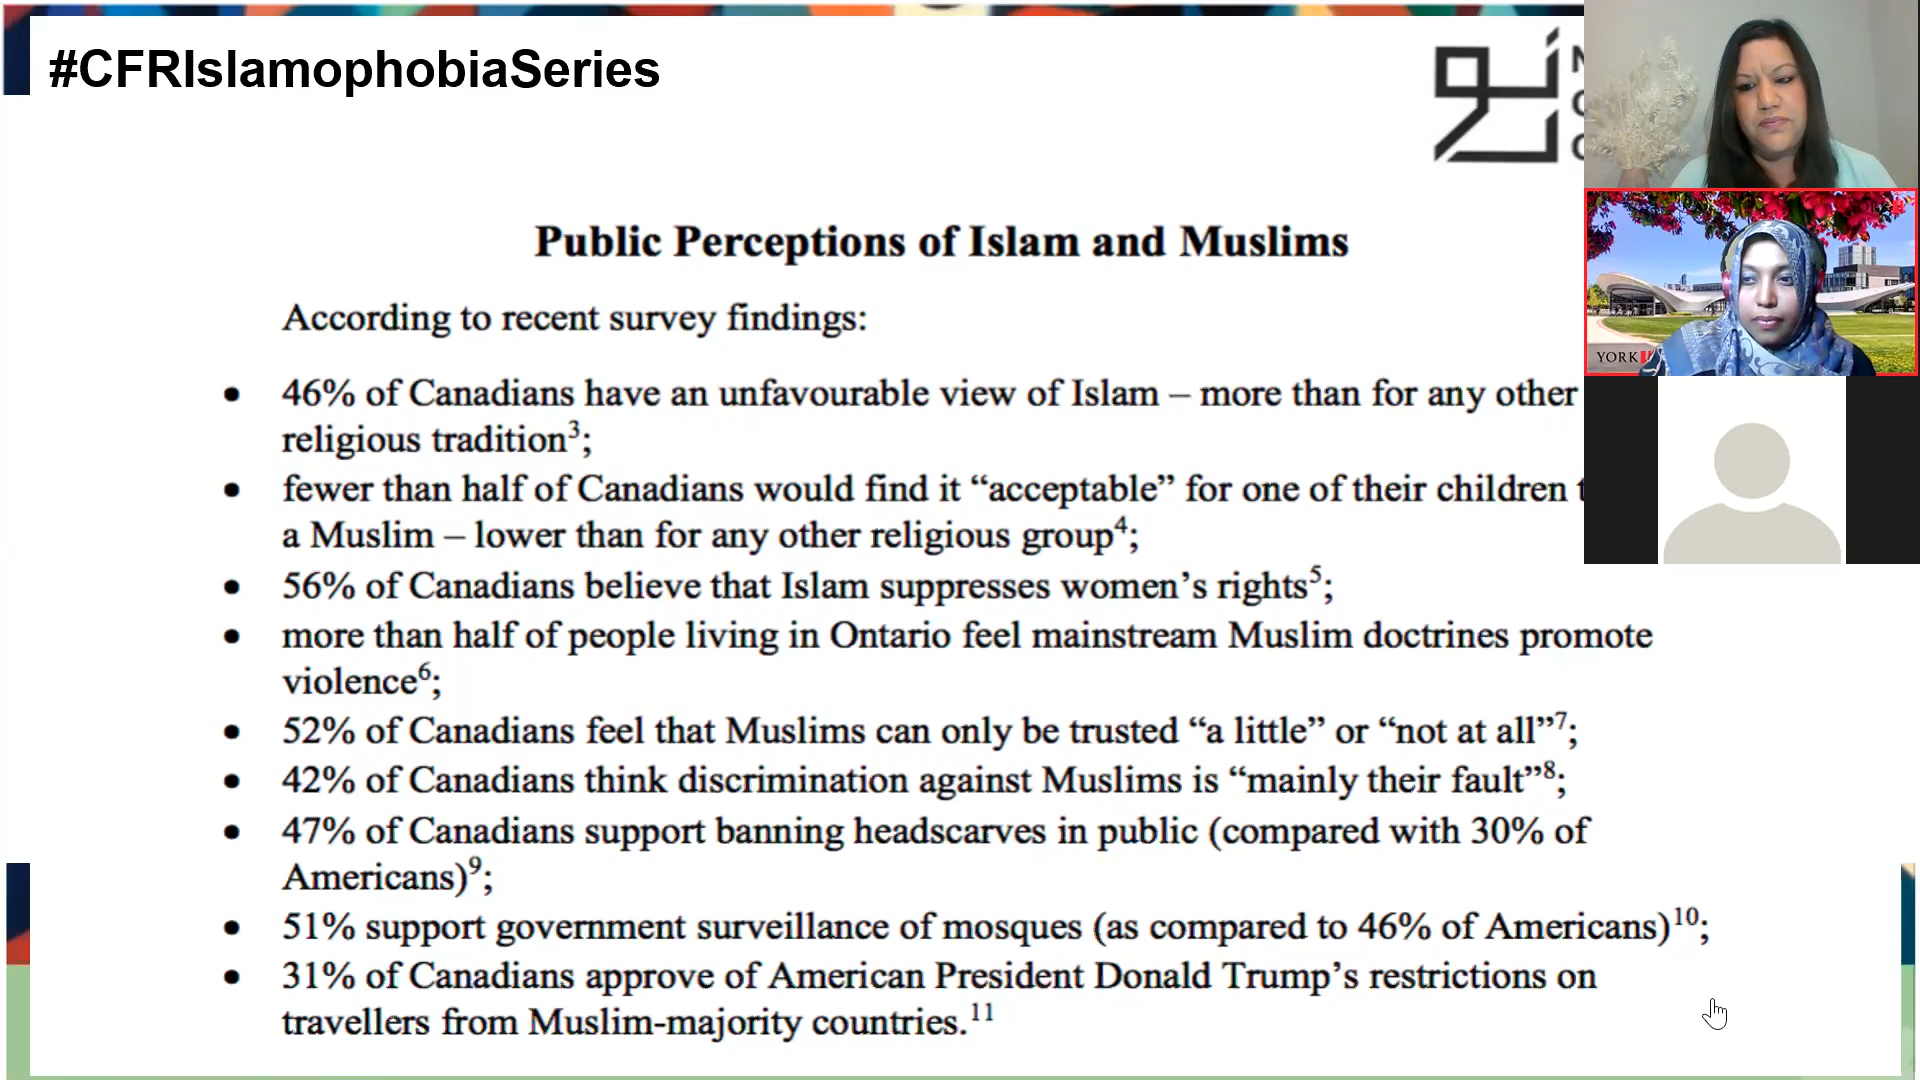 #CFRIslamophobiaSeries
Public Perceptions of Islam and Muslims
According to recent survey findings:
• 46% of Canadians have an unfavourable view of Islam – more than for any other
religious tradition³;
• fewer than half of Canadians would find it “acceptable” for one of their children
a Muslim – lower than for any other religious group⁴;
• 56% of Canadians believe that Islam suppresses women’s rights⁵;
• more than half of people living in Ontario feel mainstream Muslim doctrines promote
violence⁶;
• 52% of Canadians feel that Muslims can only be trusted “a little” or “not at all”⁷;
• 42% of Canadians think discrimination against Muslims is “mainly their fault”⁸;
• 47% of Canadians support banning headscarves in public (compared with 30% of
Americans)⁹;
• 51% support government surveillance of mosques (as compared to 46% of Americans)¹⁰;
• 31% of Canadians approve of American President Donald Trump’s restrictions on
travellers from Muslim-majority countries.¹¹
YORK